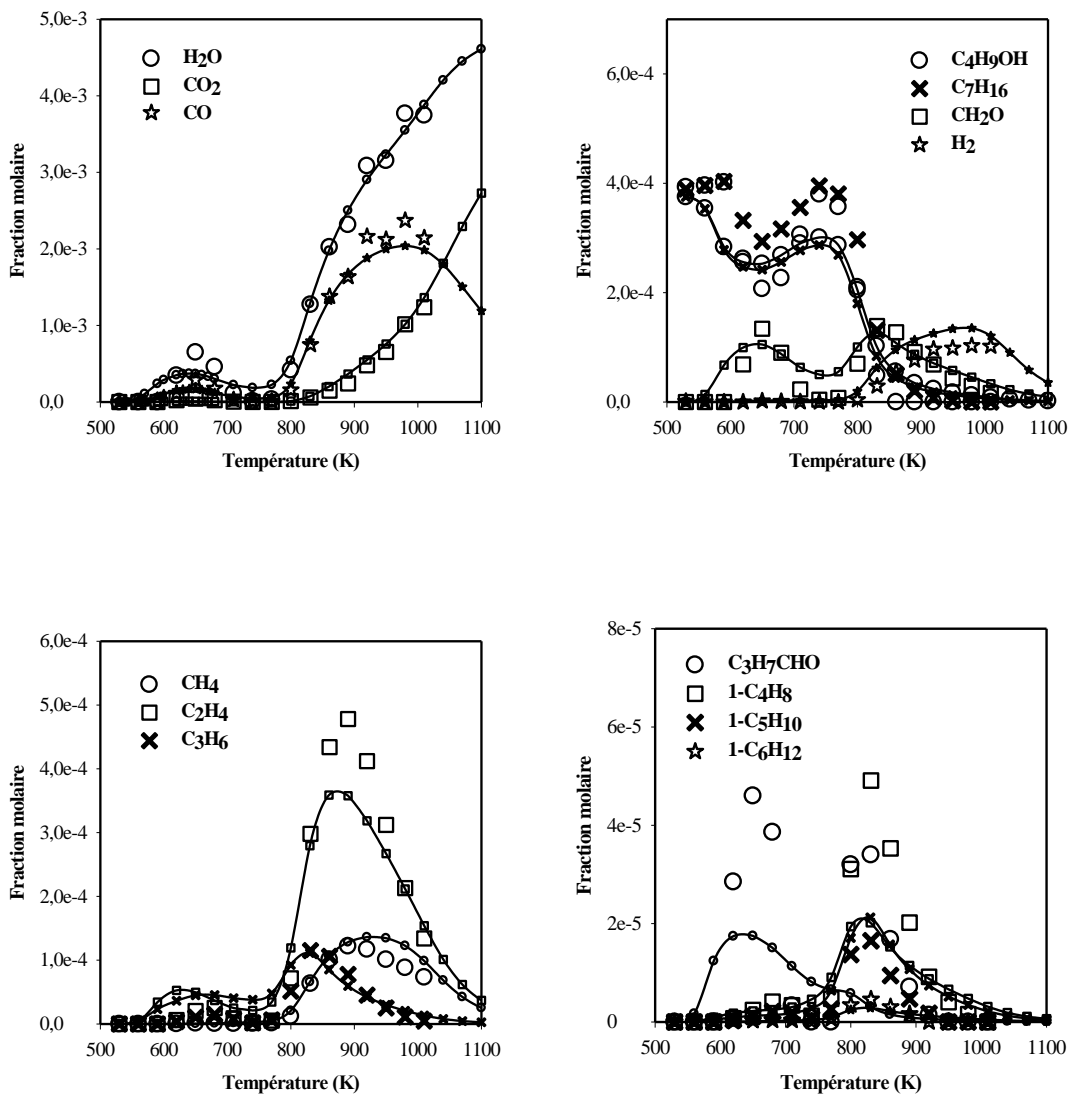 5,0e-3
4,0e-3
3,0e-3
2,0e-3
1,0e-3
0,0
Fraction molaire
H2O
CO2
CO
500 600 700 800 900 1000 1100
Température (K)
6,0e-4
4,0e-4
2,0e-4
0,0
Fraction molaire
C4H9OH
C7H16
CH2O
H2
500 600 700 800 900 1000 1100
Température (K)
6,0e-4
5,0e-4
4,0e-4
3,0e-4
2,0e-4
1,0e-4
0,0
Fraction molaire
CH4
C2H4
C3H6
500 600 700 800 900 1000 1100
Température (K)
8e-5
6e-5
4e-5
2e-5
0
Fraction molaire
C3H7CHO
1-C4H8
1-C5H10
1-C6H12
500 600 700 800 900 1000 1100
Température (K)